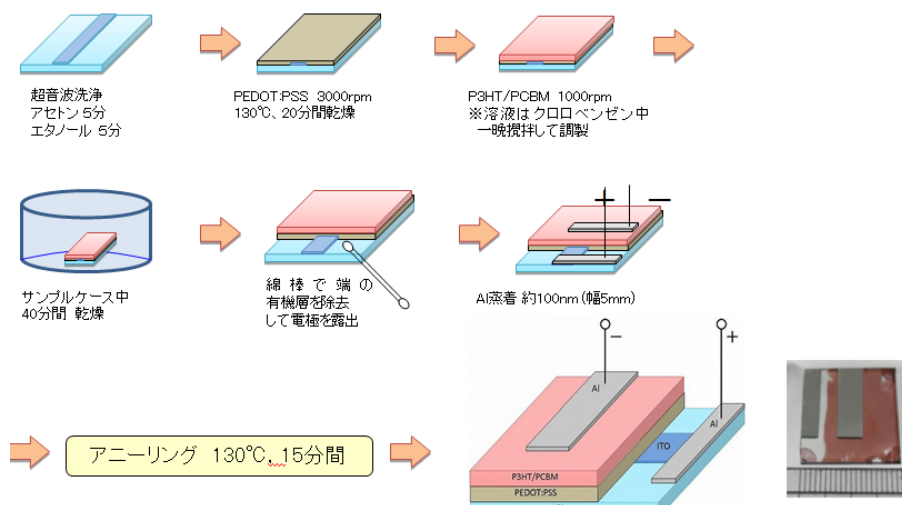 超音波洗浄
アセトン 5分
エタノール 5分
PEDOT:PSS 3000rpm
130℃、20分間乾燥
P3HT/PCBM 1000rpm
※溶液はクロロベンゼン中
一晩攪拌して調製
サンプルケース中
40分間 乾燥
綿棒で端の
有機層を除去
して電極を露出
+ −
Al蒸着 約100nm (幅5mm)
アニーリング 130℃、15分間
−
+
Al
Al
ITO
P3HT/PCBM
PEDOT:PSS